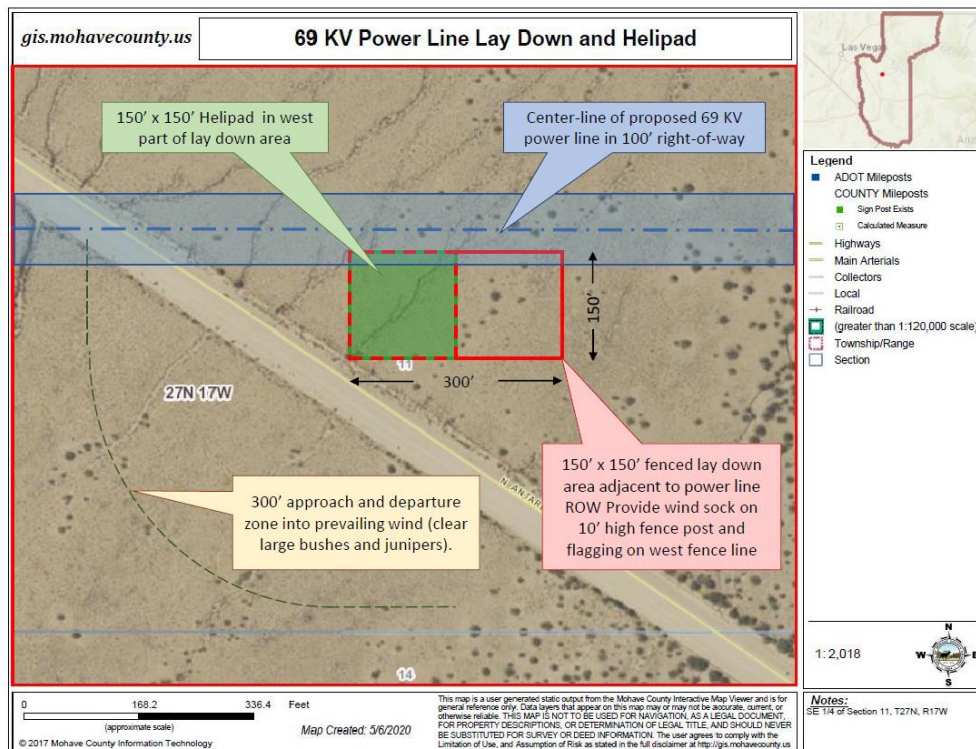 gis.mohavecounty.us
69 KV Power Line Lay Down and Helipad
Las Vegas
150’ x 150’ Helipad in west
part of lay down area
Center-line of proposed 69 KV
power line in 100’ right-of-way
150’
300’
11
27N 17W
N ANTAR
300’ approach and departure
zone into prevailing wind (clear
large bushes and junipers).
150’ x 150’ fenced lay down
area adjacent to power line
ROW Provide wind sock on
10’ high fence post and
flagging on west fence line
14
Legend
ADOT Mileposts
COUNTY Mileposts
Sign Post Exists
Calculated Measure
Highways
Main Arterials
Collectors
Local
Railroad
(greater than 1:120,000 scale)
Township/Range
Section
1: 2,018
N
W E
S
0 168.2 336.4 Feet
(approximate scale)
Map Created: 5/6/2020
© 2017 Mohave County Information Technology
This map is a user generated static output from the Mohave County Interactive Map Viewer and is for
general reference only. Data layers that appear on this map may or may not be accurate, current, or
otherwise reliable. THIS MAP IS NOT TO BE USED FOR NAVIGATION, AS A LEGAL DOCUMENT,
FOR PROPERTY DESCRIPTIONS, OR DETERMINATION OF LEGAL TITLE, AND SHOULD NEVER
BE SUBSTITUTED FOR SURVEY OR DEED INFORMATION. The user agrees to comply with the
Limitation of Use, and Assumption of Risk as stated in the full disclaimer at http://gis.mohavecounty.us
Notes:
SE 1/4 of Section 11, T27N, R17W